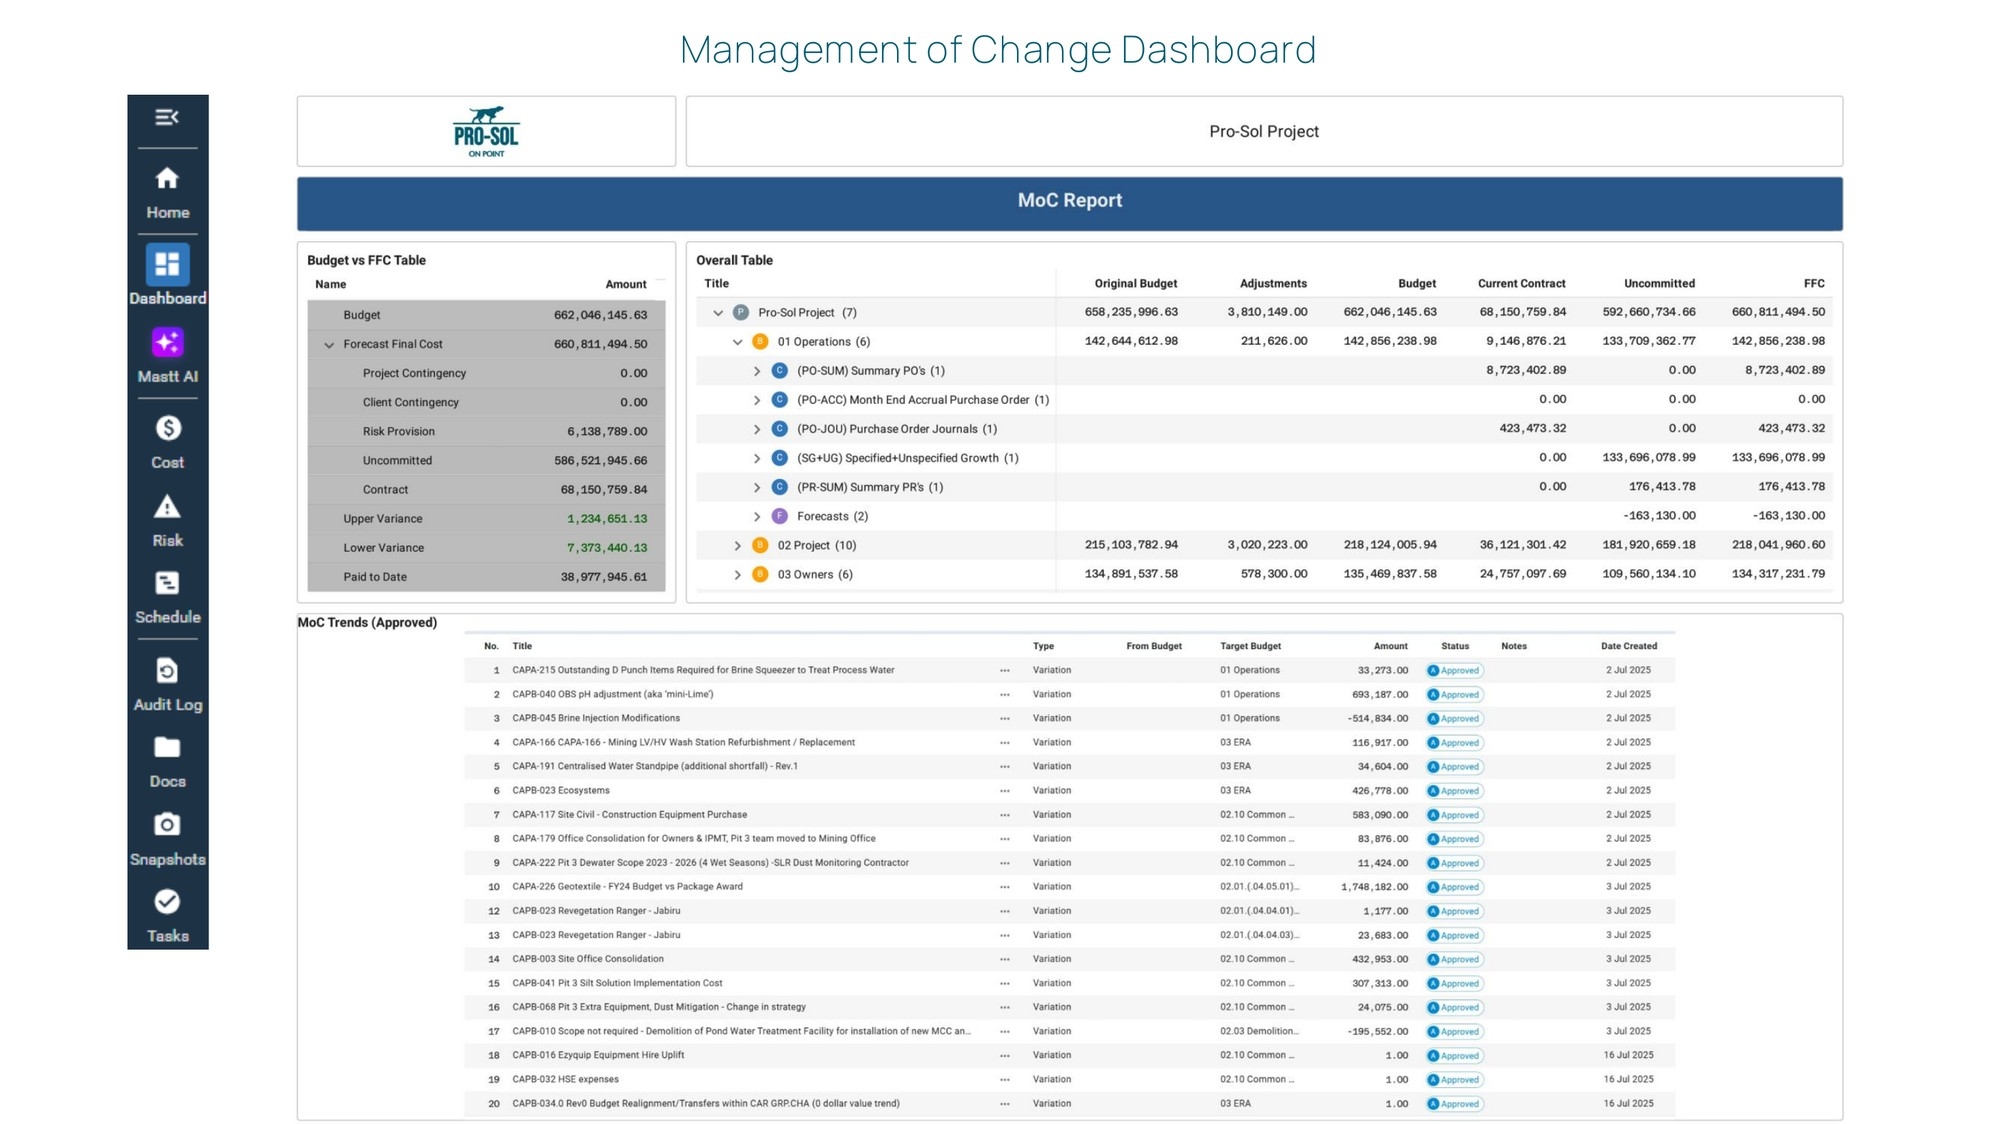 Management of Change Dashboard
Home
Dashboard
Mastt AI
Cost
Risk
Schedule
Audit Log
Docs
Snapshots
Tasks
PRO-SOL
ON POINT
Pro-Sol Project
MoC Report
Budget vs FFC Table
Name Amount
Budget 662,046,145.63
Forecast Final Cost 660,811,494.50
Project Contingency 0.00
Client Contingency 0.00
Risk Provision 6,138,789.00
Uncommitted 586,521,945.66
Contract 68,150,759.84
Upper Variance 1,234,651.13
Lower Variance 7,373,440.13
Paid to Date 38,977,945.61
Overall Table
Title Original Budget Adjustments Budget Current Contract Uncommitted FFC
P Pro-Sol Project (7) 658,235,996.63 3,810,149.00 662,046,145.63 68,150,759.84 592,660,734.66 660,811,494.50
B 01 Operations (6) 142,644,612.98 211,626.00 142,856,238.98 9,146,876.21 133,709,362.77 142,856,238.98
C (PO-SUM) Summary PO's (1) 8,723,402.89 0.00 8,723,402.89
C (PO-ACC) Month End Accrual Purchase Order (1) 0.00 0.00 0.00
C (PO-JOU) Purchase Order Journals (1) 423,473.32 0.00 423,473.32
C (SG+UG) Specified+Unspecified Growth (1) 0.00 133,696,078.99 133,696,078.99
C (PR-SUM) Summary PR's (1) 0.00 176,413.78 176,413.78
F Forecasts (2) -163,130.00 -163,130.00
B 02 Project (10) 215,103,782.94 3,020,223.00 218,124,005.94 36,121,301.42 181,920,659.18 218,041,960.60
B 03 Owners (6) 134,891,537.58 578,300.00 135,469,837.58 24,757,097.69 109,560,134.10 134,317,231.79
MoC Trends (Approved)
No. Title Type From Budget Target Budget Amount Status Notes Date Created
1 CAPA-215 Outstanding D Punch Items Required for Brine Squeezer to Treat Process Water ... Variation 01 Operations 33,273.00 A Approved 2 Jul 2025
2 CAPB-040 OBS pH adjustment (aka 'mini-Lime') ... Variation 01 Operations 693,187.00 A Approved 2 Jul 2025
3 CAPB-045 Brine Injection Modifications ... Variation 01 Operations -514,834.00 A Approved 2 Jul 2025
4 CAPA-166 CAPA-166 - Mining LV/HV Wash Station Refurbishment / Replacement ... Variation 03 ERA 116,917.00 A Approved 2 Jul 2025
5 CAPA-191 Centralised Water Standpipe (additional shortfall) - Rev.1 ... Variation 03 ERA 34,604.00 A Approved 2 Jul 2025
6 CAPB-023 Ecosystems ... Variation 03 ERA 426,778.00 A Approved 2 Jul 2025
7 CAPA-117 Site Civil - Construction Equipment Purchase ... Variation 02.10 Common ... 583,090.00 A Approved 2 Jul 2025
8 CAPA-179 Office Consolidation for Owners & IPMT, Pit 3 team moved to Mining Office ... Variation 02.10 Common ... 83,876.00 A Approved 2 Jul 2025
9 CAPA-222 Pit 3 Dewater Scope 2023 - 2026 (4 Wet Seasons) -SLR Dust Monitoring Contractor ... Variation 02.10 Common ... 11,424.00 A Approved 2 Jul 2025
10 CAPA-226 Geotextile - FY24 Budget vs Package Award ... Variation 02.01.(.04.05.01)... 1,748,182.00 A Approved 3 Jul 2025
12 CAPB-023 Revegetation Ranger - Jabiru ... Variation 02.01.(.04.04.01)... 1,177.00 A Approved 3 Jul 2025
13 CAPB-023 Revegetation Ranger - Jabiru ... Variation 02.01.(.04.04.03)... 23,683.00 A Approved 3 Jul 2025
14 CAPB-003 Site Office Consolidation ... Variation 02.10 Common ... 432,953.00 A Approved 3 Jul 2025
15 CAPB-041 Pit 3 Silt Solution Implementation Cost ... Variation 02.10 Common ... 307,313.00 A Approved 3 Jul 2025
16 CAPB-068 Pit 3 Extra Equipment, Dust Mitigation - Change in strategy ... Variation 02.10 Common ... 24,075.00 A Approved 3 Jul 2025
17 CAPB-010 Scope not required - Demolition of Pond Water Treatment Facility for installation of new MCC an... ... Variation 02.03 Demolition... -195,552.00 A Approved 3 Jul 2025
18 CAPB-016 Ezyquip Equipment Hire Uplift ... Variation 02.10 Common ... 1.00 A Approved 16 Jul 2025
19 CAPB-032 HSE expenses ... Variation 02.10 Common ... 1.00 A Approved 16 Jul 2025
20 CAPB-034.0 Rev0 Budget Realignment/Transfers within CAR GRP.CHA (0 dollar value trend) ... Variation 03 ERA 1.00 A Approved 16 Jul 2025